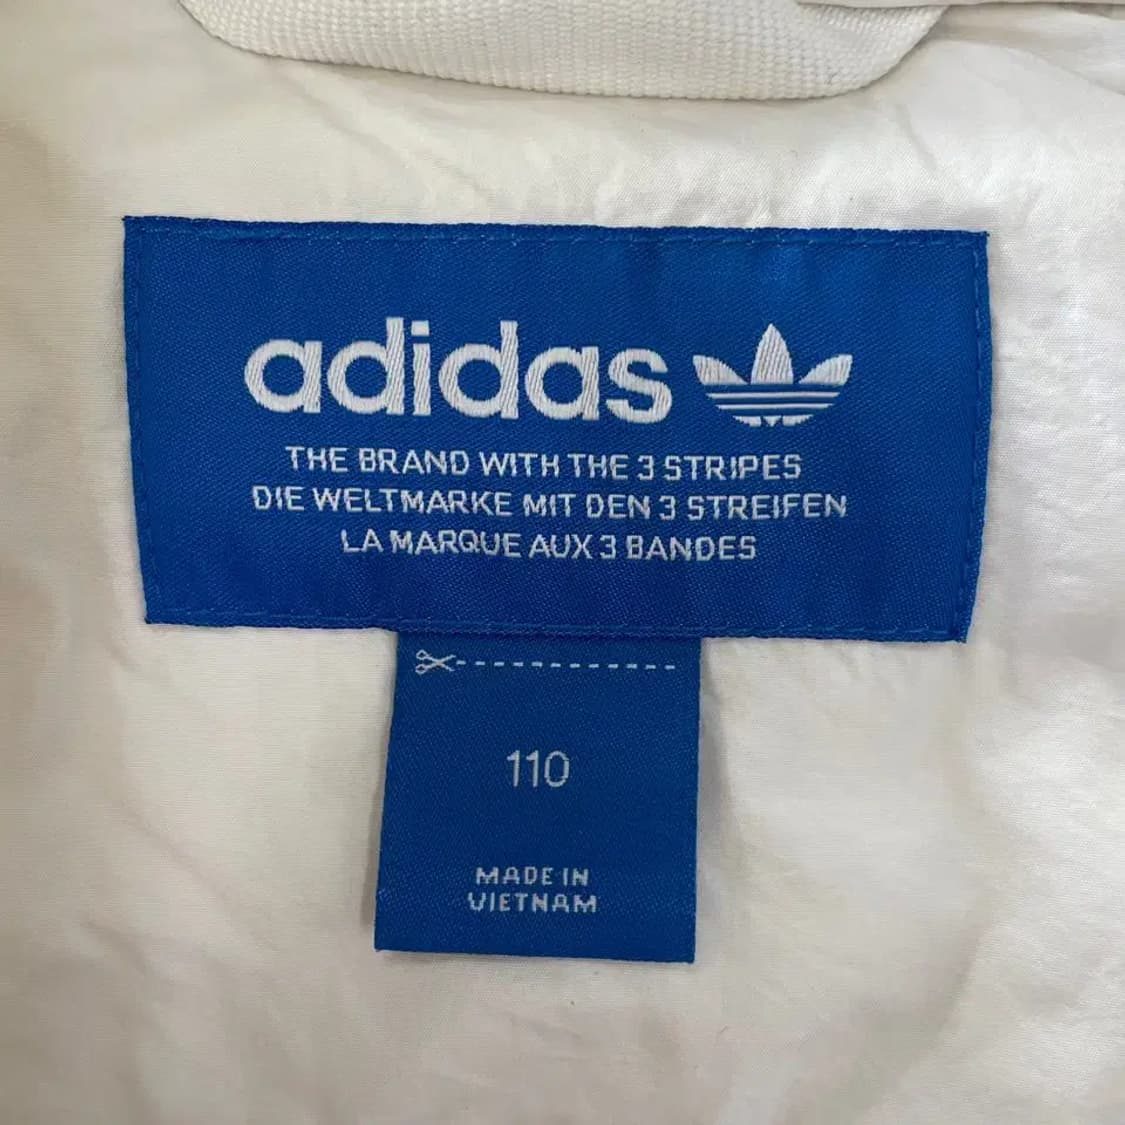 adidas
THE BRAND WITH THE 3 STRIPES
DIE WELTMARKE MIT DEN 3 STREIFEN
LA MARQUE AUX 3 BANDES
110
MADE IN
VIETNAM